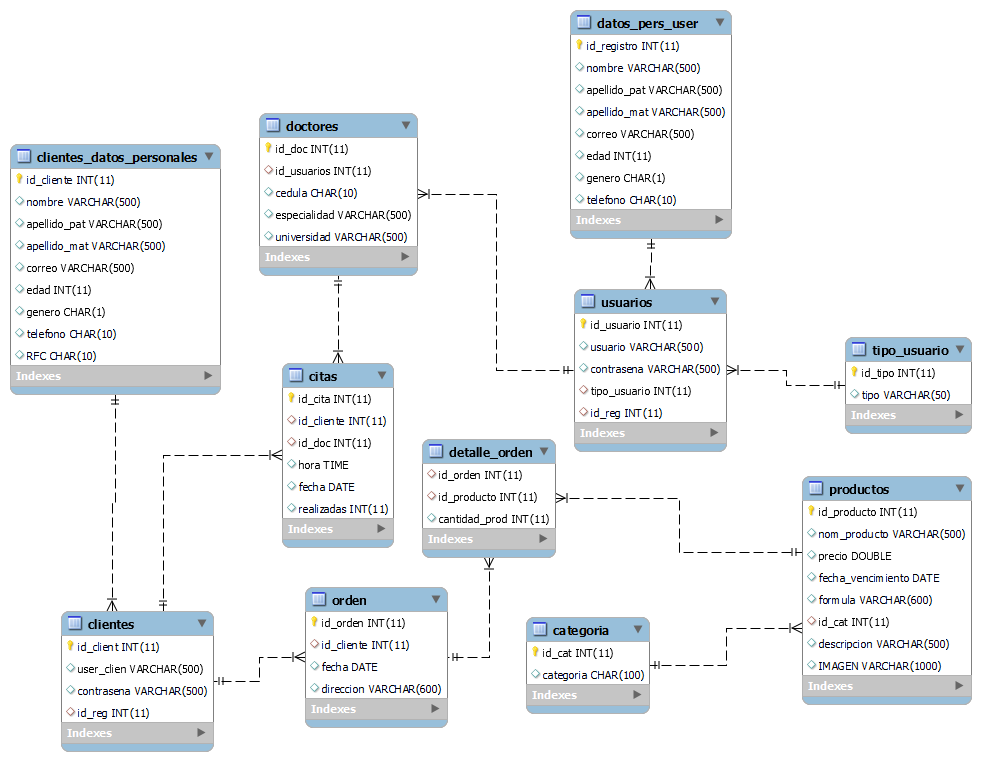 datos_pers_user
id_registro INT(11)
nombre VARCHAR(500)
apellido_pat VARCHAR(500)
apellido_mat VARCHAR(500)
correo VARCHAR(500)
edad INT(11)
genero CHAR(1)
telefono CHAR(10)
Indexes
doctores
id_doc INT(11)
id_usuarios INT(11)
cedula CHAR(10)
especialidad VARCHAR(500)
universidad VARCHAR(500)
Indexes
clientes_datos_personales
id_cliente INT(11)
nombre VARCHAR(500)
apellido_pat VARCHAR(500)
apellido_mat VARCHAR(500)
correo VARCHAR(500)
edad INT(11)
genero CHAR(1)
telefono CHAR(10)
RFC CHAR(10)
Indexes
usuarios
id_usuario INT(11)
usuario VARCHAR(500)
contrasena VARCHAR(500)
tipo_usuario INT(11)
id_reg INT(11)
Indexes
tipo_usuario
id_tipo INT(11)
tipo VARCHAR(50)
Indexes
citas
id_cita INT(11)
id_cliente INT(11)
id_doc INT(11)
hora TIME
fecha DATE
realizadas INT(11)
Indexes
detalle_orden
id_orden INT(11)
id_producto INT(11)
cantidad_prod INT(11)
Indexes
productos
id_producto INT(11)
nom_producto VARCHAR(500)
precio DOUBLE
fecha_vencimiento DATE
formula VARCHAR(600)
id_cat INT(11)
descripcion VARCHAR(500)
IMAGEN VARCHAR(1000)
Indexes
clientes
id_client INT(11)
user_clien VARCHAR(500)
contrasena VARCHAR(500)
id_reg INT(11)
Indexes
orden
id_orden INT(11)
id_cliente INT(11)
fecha DATE
direccion VARCHAR(600)
Indexes
categoria
id_cat INT(11)
categoria CHAR(100)
Indexes